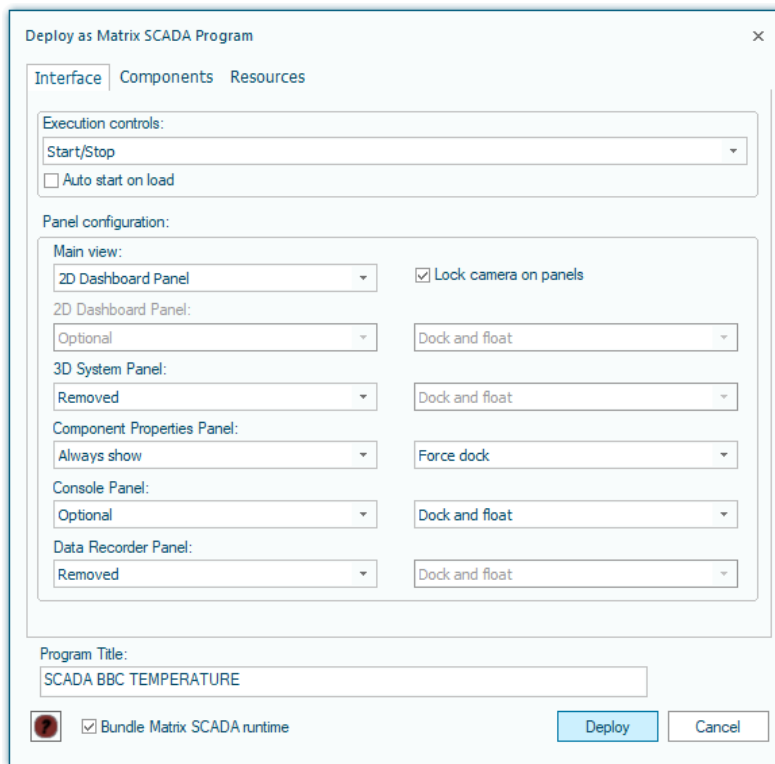 Deploy as Matrix SCADA Program
Interface Components Resources
Execution controls:
Start/Stop
Auto start on load
Panel configuration:
Main view:
2D Dashboard Panel Lock camera on panels
2D Dashboard Panel:
Optional Dock and float
3D System Panel:
Removed Dock and float
Component Properties Panel:
Always show Force dock
Console Panel:
Optional Dock and float
Data Recorder Panel:
Removed Dock and float
Program Title:
SCADA BBC TEMPERATURE
? Bundle Matrix SCADA runtime Deploy Cancel